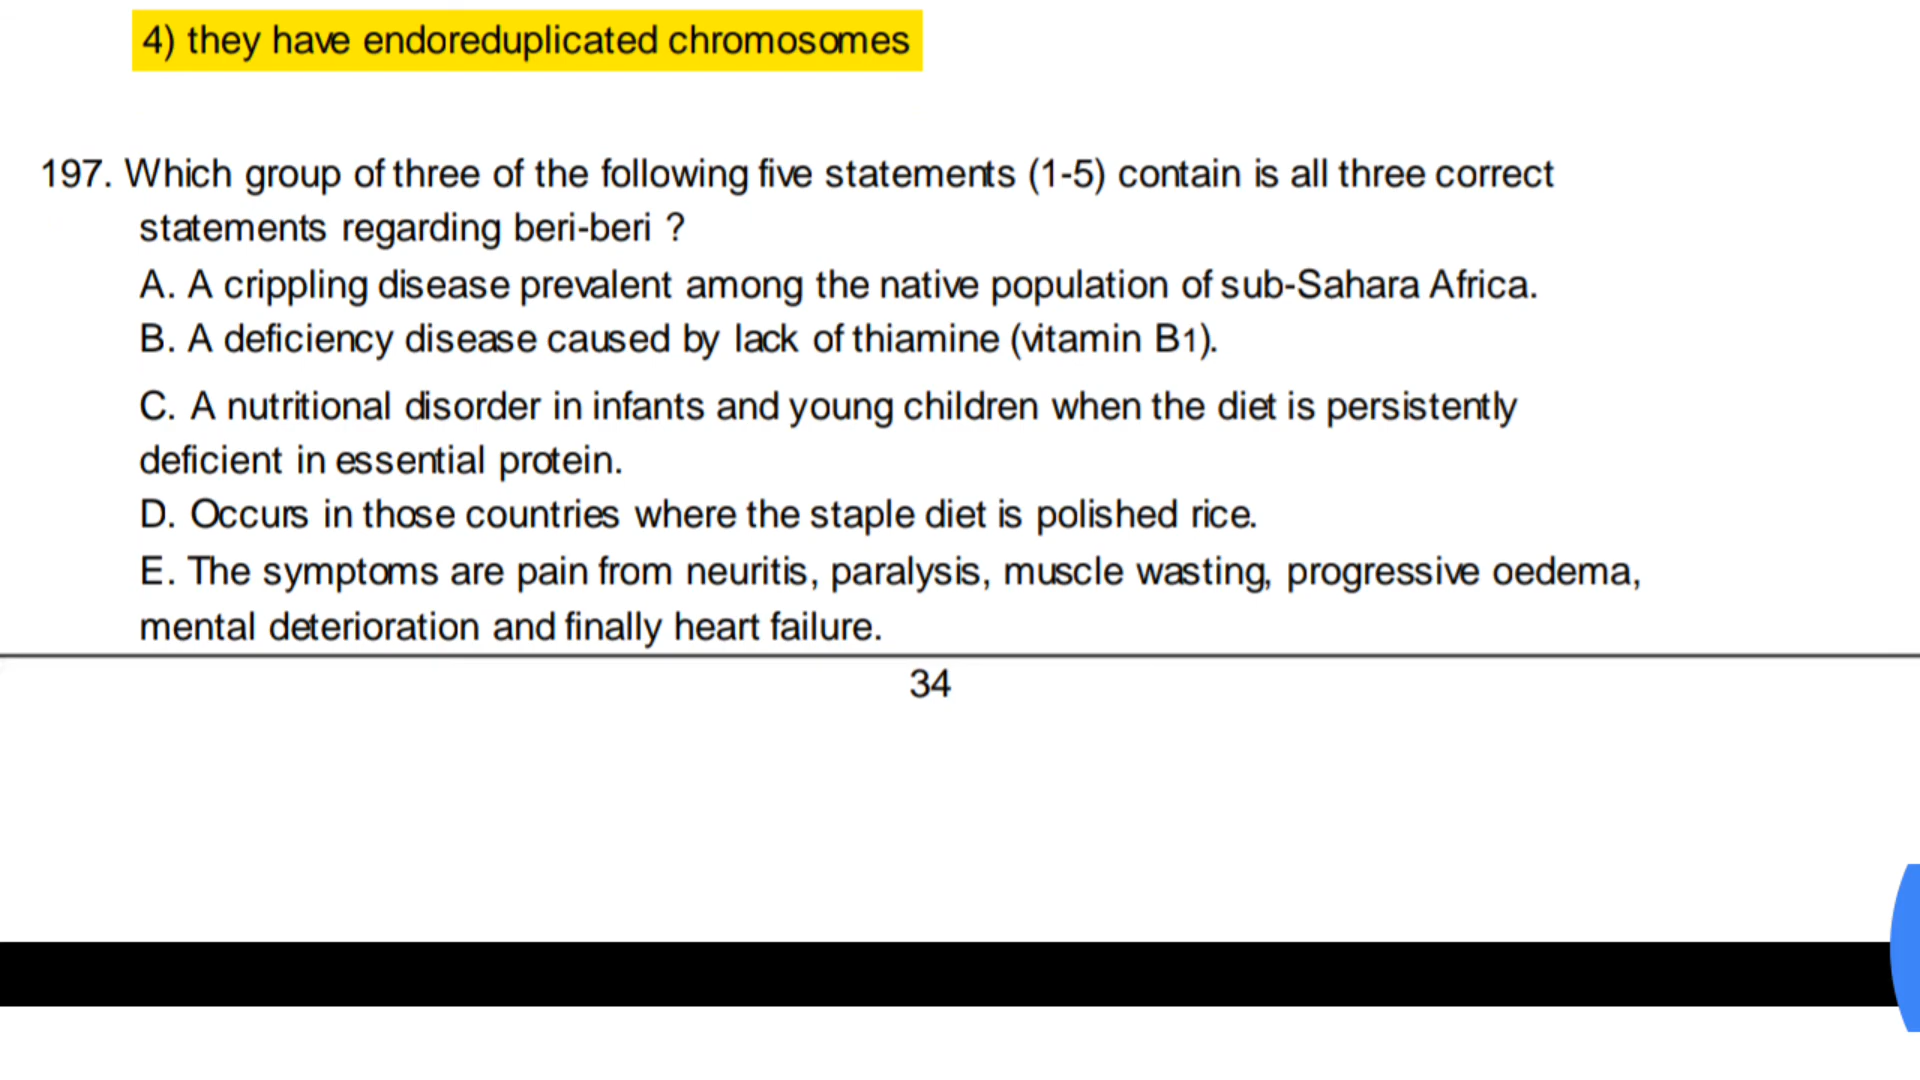 4) they have endoreduplicated chromosomes
197. Which group of three of the following five statements (1-5) contain is all three correct
statements regarding beri-beri ?
A. A crippling disease prevalent among the native population of sub-Sahara Africa.
B. A deficiency disease caused by lack of thiamine (vitamin B1).
C. A nutritional disorder in infants and young children when the diet is persistently
deficient in essential protein.
D. Occurs in those countries where the staple diet is polished rice.
E. The symptoms are pain from neuritis, paralysis, muscle wasting, progressive oedema,
mental deterioration and finally heart failure.
34